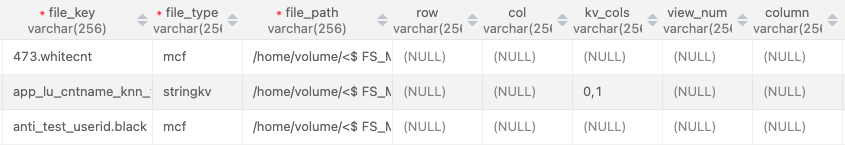 * file_key * file_type * file_path row col kv_cols view_num column
varchar(256) varchar(256 varchar(256) varchar(256 varchar(256 varchar(256 varchar(256 varchar(256
473.whitecnt mcf /home/volume/<$ FS_M (NULL) (NULL) (NULL) (NULL) (NULL)
app_lu_cntname_knn_ stringkv /home/volume/<$ FS_M (NULL) (NULL) 0,1 (NULL) (NULL)
anti_test_userid.black mcf /home/volume/<$ FS_M (NULL) (NULL) (NULL) (NULL) (NULL)